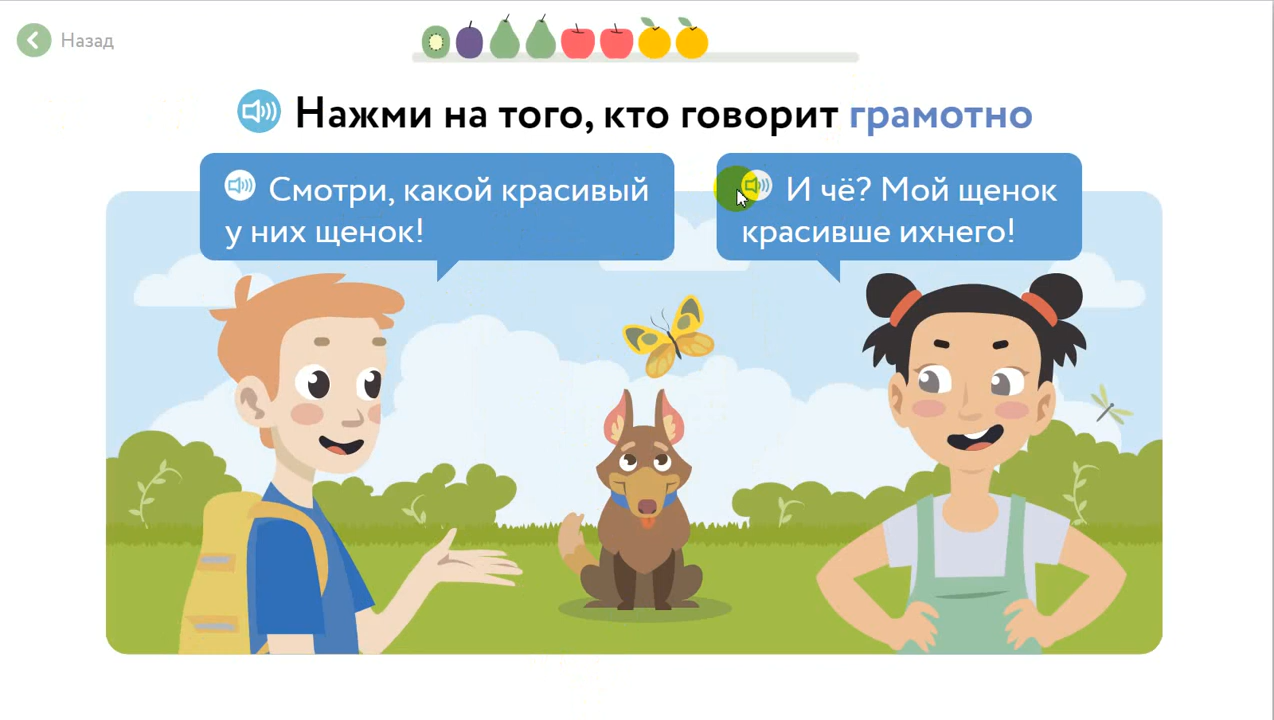 Назад
Нажми на того, кто говорит грамотно
Смотри, какой красивый
у них щенок!
И чё? Мой щенок
красивше ихнего!